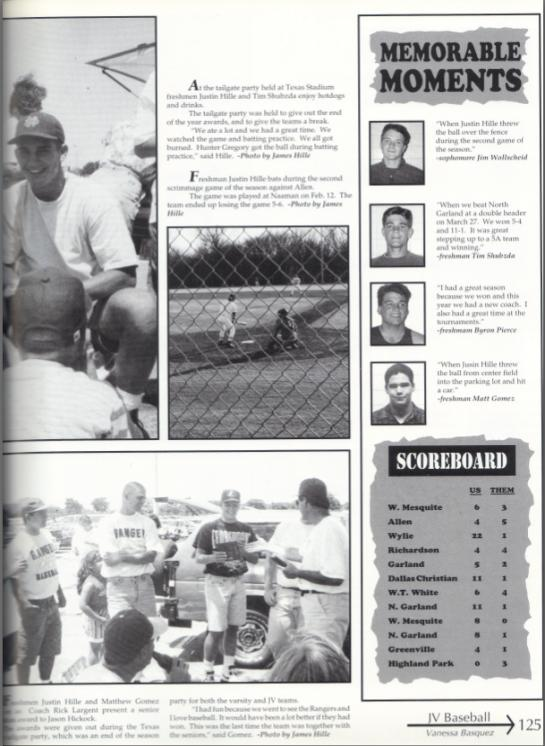 At the tailgate party held at Texas Stadium
freshmen Justin Hille and Tim Shubzda enjoy hotdogs
and drinks.
The tailgate party was held to give out the end
of the year awards, and to give the teams a break.
"We ate a lot and we had a great time. We
watched the game and batting practice. We all got
burned. Hunter Gregory got the ball during batting
practice," said Hille. -Photo by James Hille
Freshman Justin Hille bats during the second
scrimmage game of the season against Allen.
The game was played at Naaman on Feb. 12. The
team ended up losing the game 5-6. -Photo by James
Hille
RANGER
BASEBALL
RANGER
Freshmen Justin Hille and Matthew Gomez
Coach Rick Largent present a senior
award to Jason Hickock.
awards were given out during the Texas
party, which was an end of the season
party for both the varsity and JV teams.
"I had fun because we went to see the Rangers and
I love baseball. It would have been a lot better if they had
won. This was the last time the team was together with
the seniors," said Gomez. -Photo by James Hille
MEMORABLE
MOMENTS
"When Justin Hille threw
the ball over the fence
during the second game of
the season."
-sophomore Jim Wollscheid
"When we beat North
Garland at a double header
on March 27. We won 5-4
and 11-1. It was great
stepping up to a 5A team
and winning."
-freshman Tim Shubzda
"I had a great season
because we won and this
year we had a new coach. I
also had a great time at the
tournaments."
-freshmam Byron Pierce
"When Jusin Hille threw
the ball from center field
into the parking lot and hit
a car."
-freshman Matt Gomez
SCOREBOARD
US THEM
W. Mesquite 6 3
Allen 4 5
Wylie 22 1
Richardson 4 4
Garland 5 2
Dallas Christian 11 1
W.T. White 6 4
N. Garland 11 1
W. Mesquite 8 0
N. Garland 8 1
Greenville 4 1
Highland Park 0 3
JV Baseball
Vanessa Basquez
125